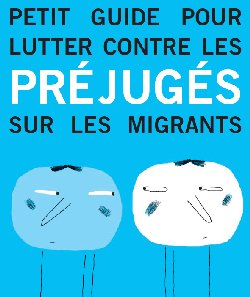 PETIT GUIDE POUR
LUTTER CONTRE LES
PRÉJUGÉS
SUR LES MIGRANTS